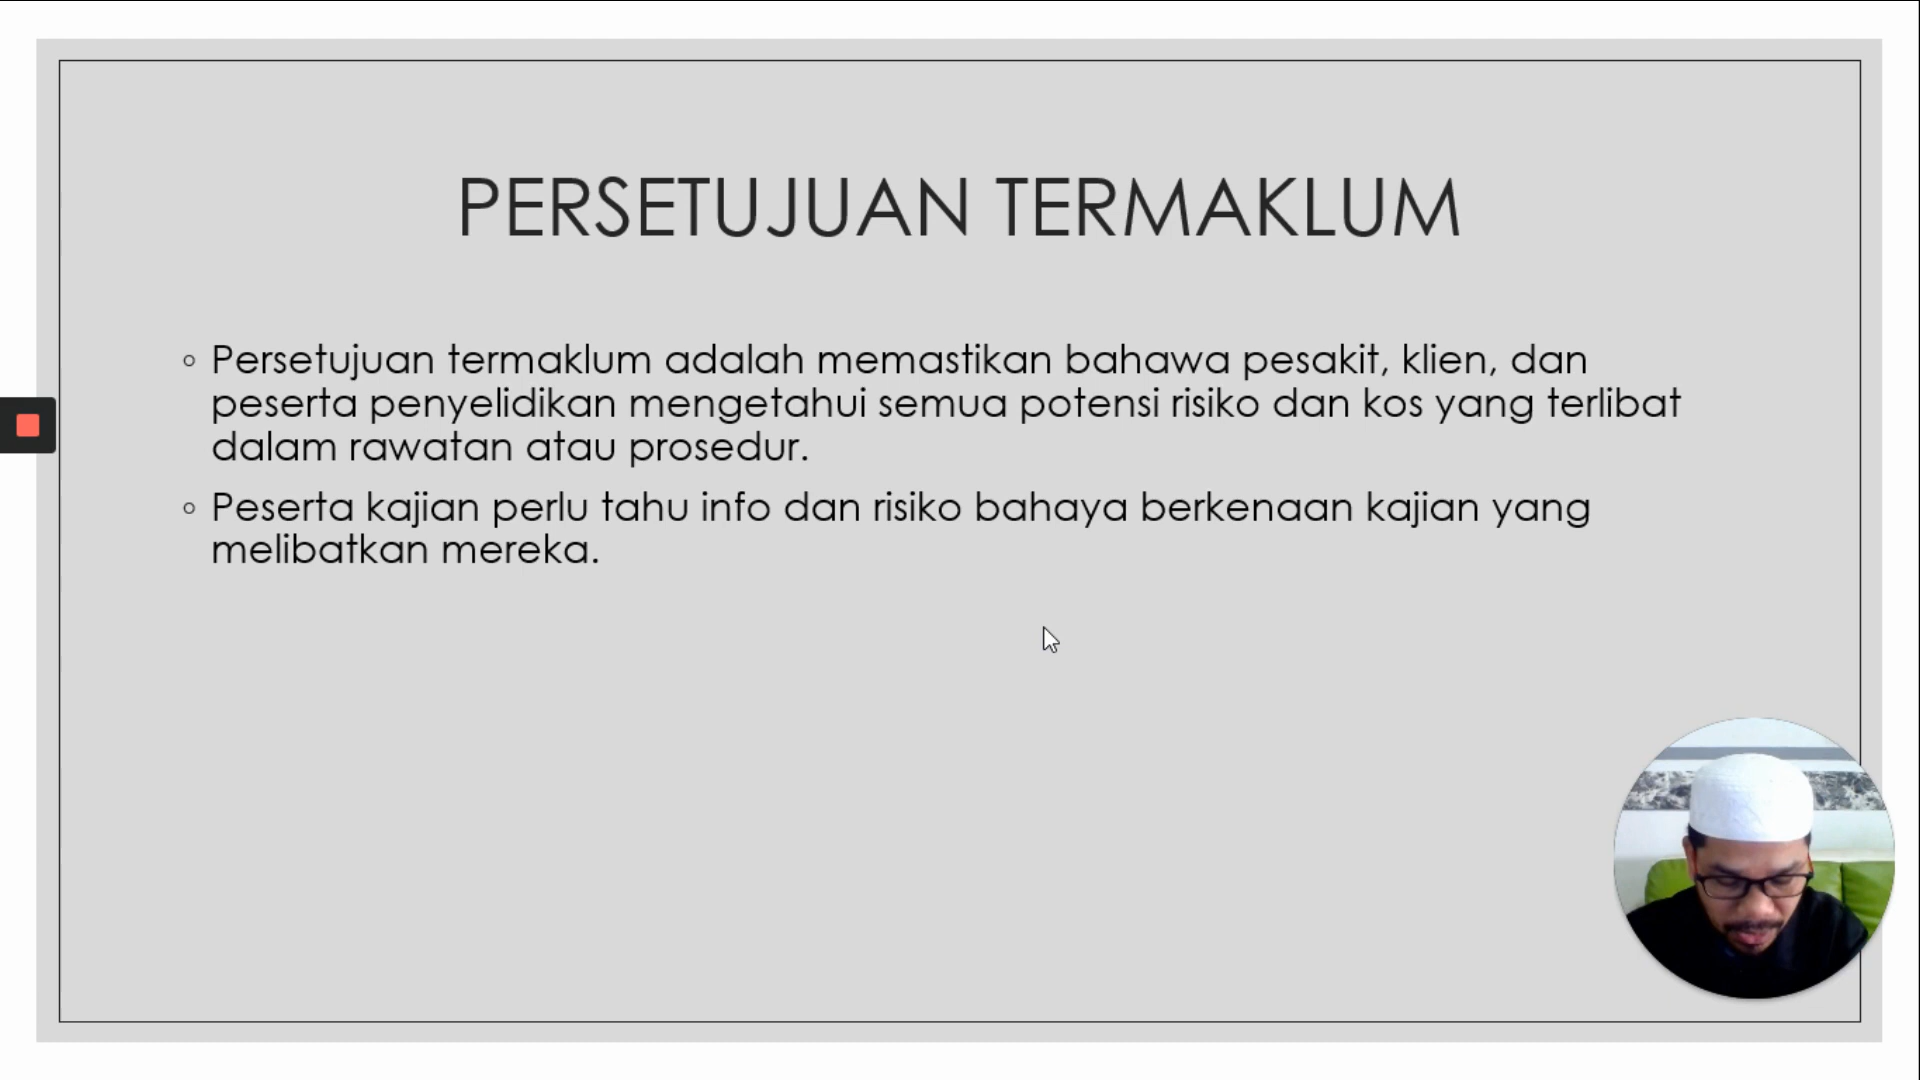 PERSETUJUAN TERMAKLUM
◦ Persetujuan termaklum adalah memastikan bahawa pesakit, klien, dan
peserta penyelidikan mengetahui semua potensi risiko dan kos yang terlibat
dalam rawatan atau prosedur.
◦ Peserta kajian perlu tahu info dan risiko bahaya berkenaan kajian yang
melibatkan mereka.